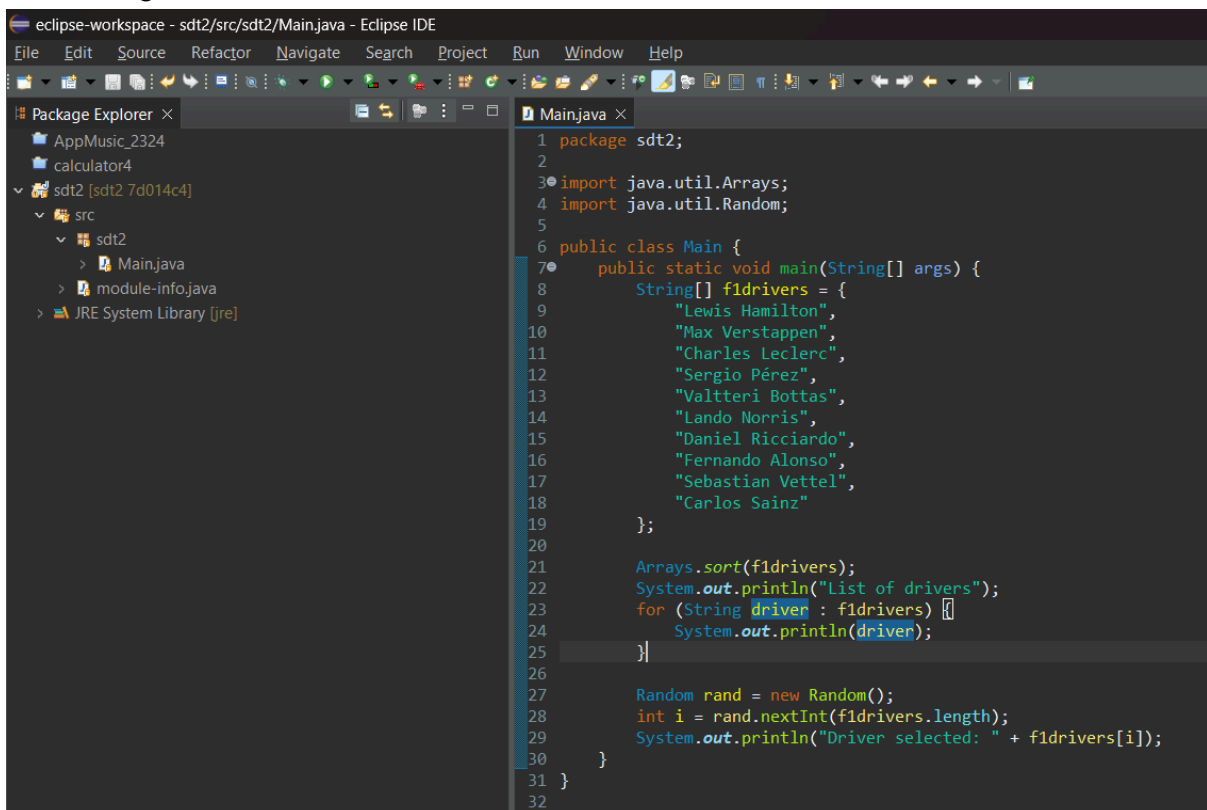 eclipse-workspace - sdt2/src/sdt2/Main.java - Eclipse IDE
File Edit Source Refactor Navigate Search Project Run Window Help
Package Explorer
AppMusic_2324
calculator4
sdt2 [sdt2 7d014c4]
src
sdt2
Main.java
module-info.java
JRE System Library [jre]
Main.java
1 package sdt2;
2
3 import java.util.Arrays;
4 import java.util.Random;
5
6 public class Main {
7     public static void main(String[] args) {
8         String[] f1drivers = {
9             "Lewis Hamilton",
10             "Max Verstappen",
11             "Charles Leclerc",
12             "Sergio Pérez",
13             "Valtteri Bottas",
14             "Lando Norris",
15             "Daniel Ricciardo",
16             "Fernando Alonso",
17             "Sebastian Vettel",
18             "Carlos Sainz"
19         };
20
21         Arrays.sort(f1drivers);
22         System.out.println("List of drivers");
23         for (String driver : f1drivers) {
24             System.out.println(driver);
25         }
26
27         Random rand = new Random();
28         int i = rand.nextInt(f1drivers.length);
29         System.out.println("Driver selected: " + f1drivers[i]);
30     }
31 }
32